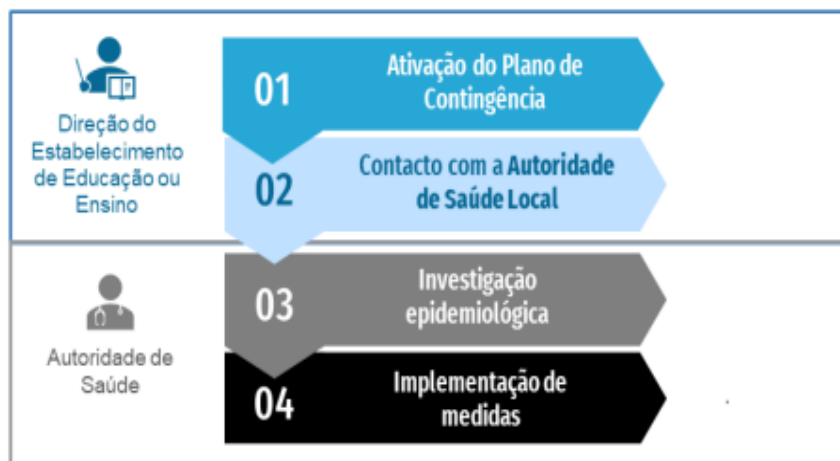 Direção do
Estabelecimento
de Educação ou
Ensino
01
Ativação do Plano de
Contingência
02
Contacto com a Autoridade
de Saúde Local
Autoridade de
Saúde
03
Investigação
epidemiológica
04
Implementação de
medidas